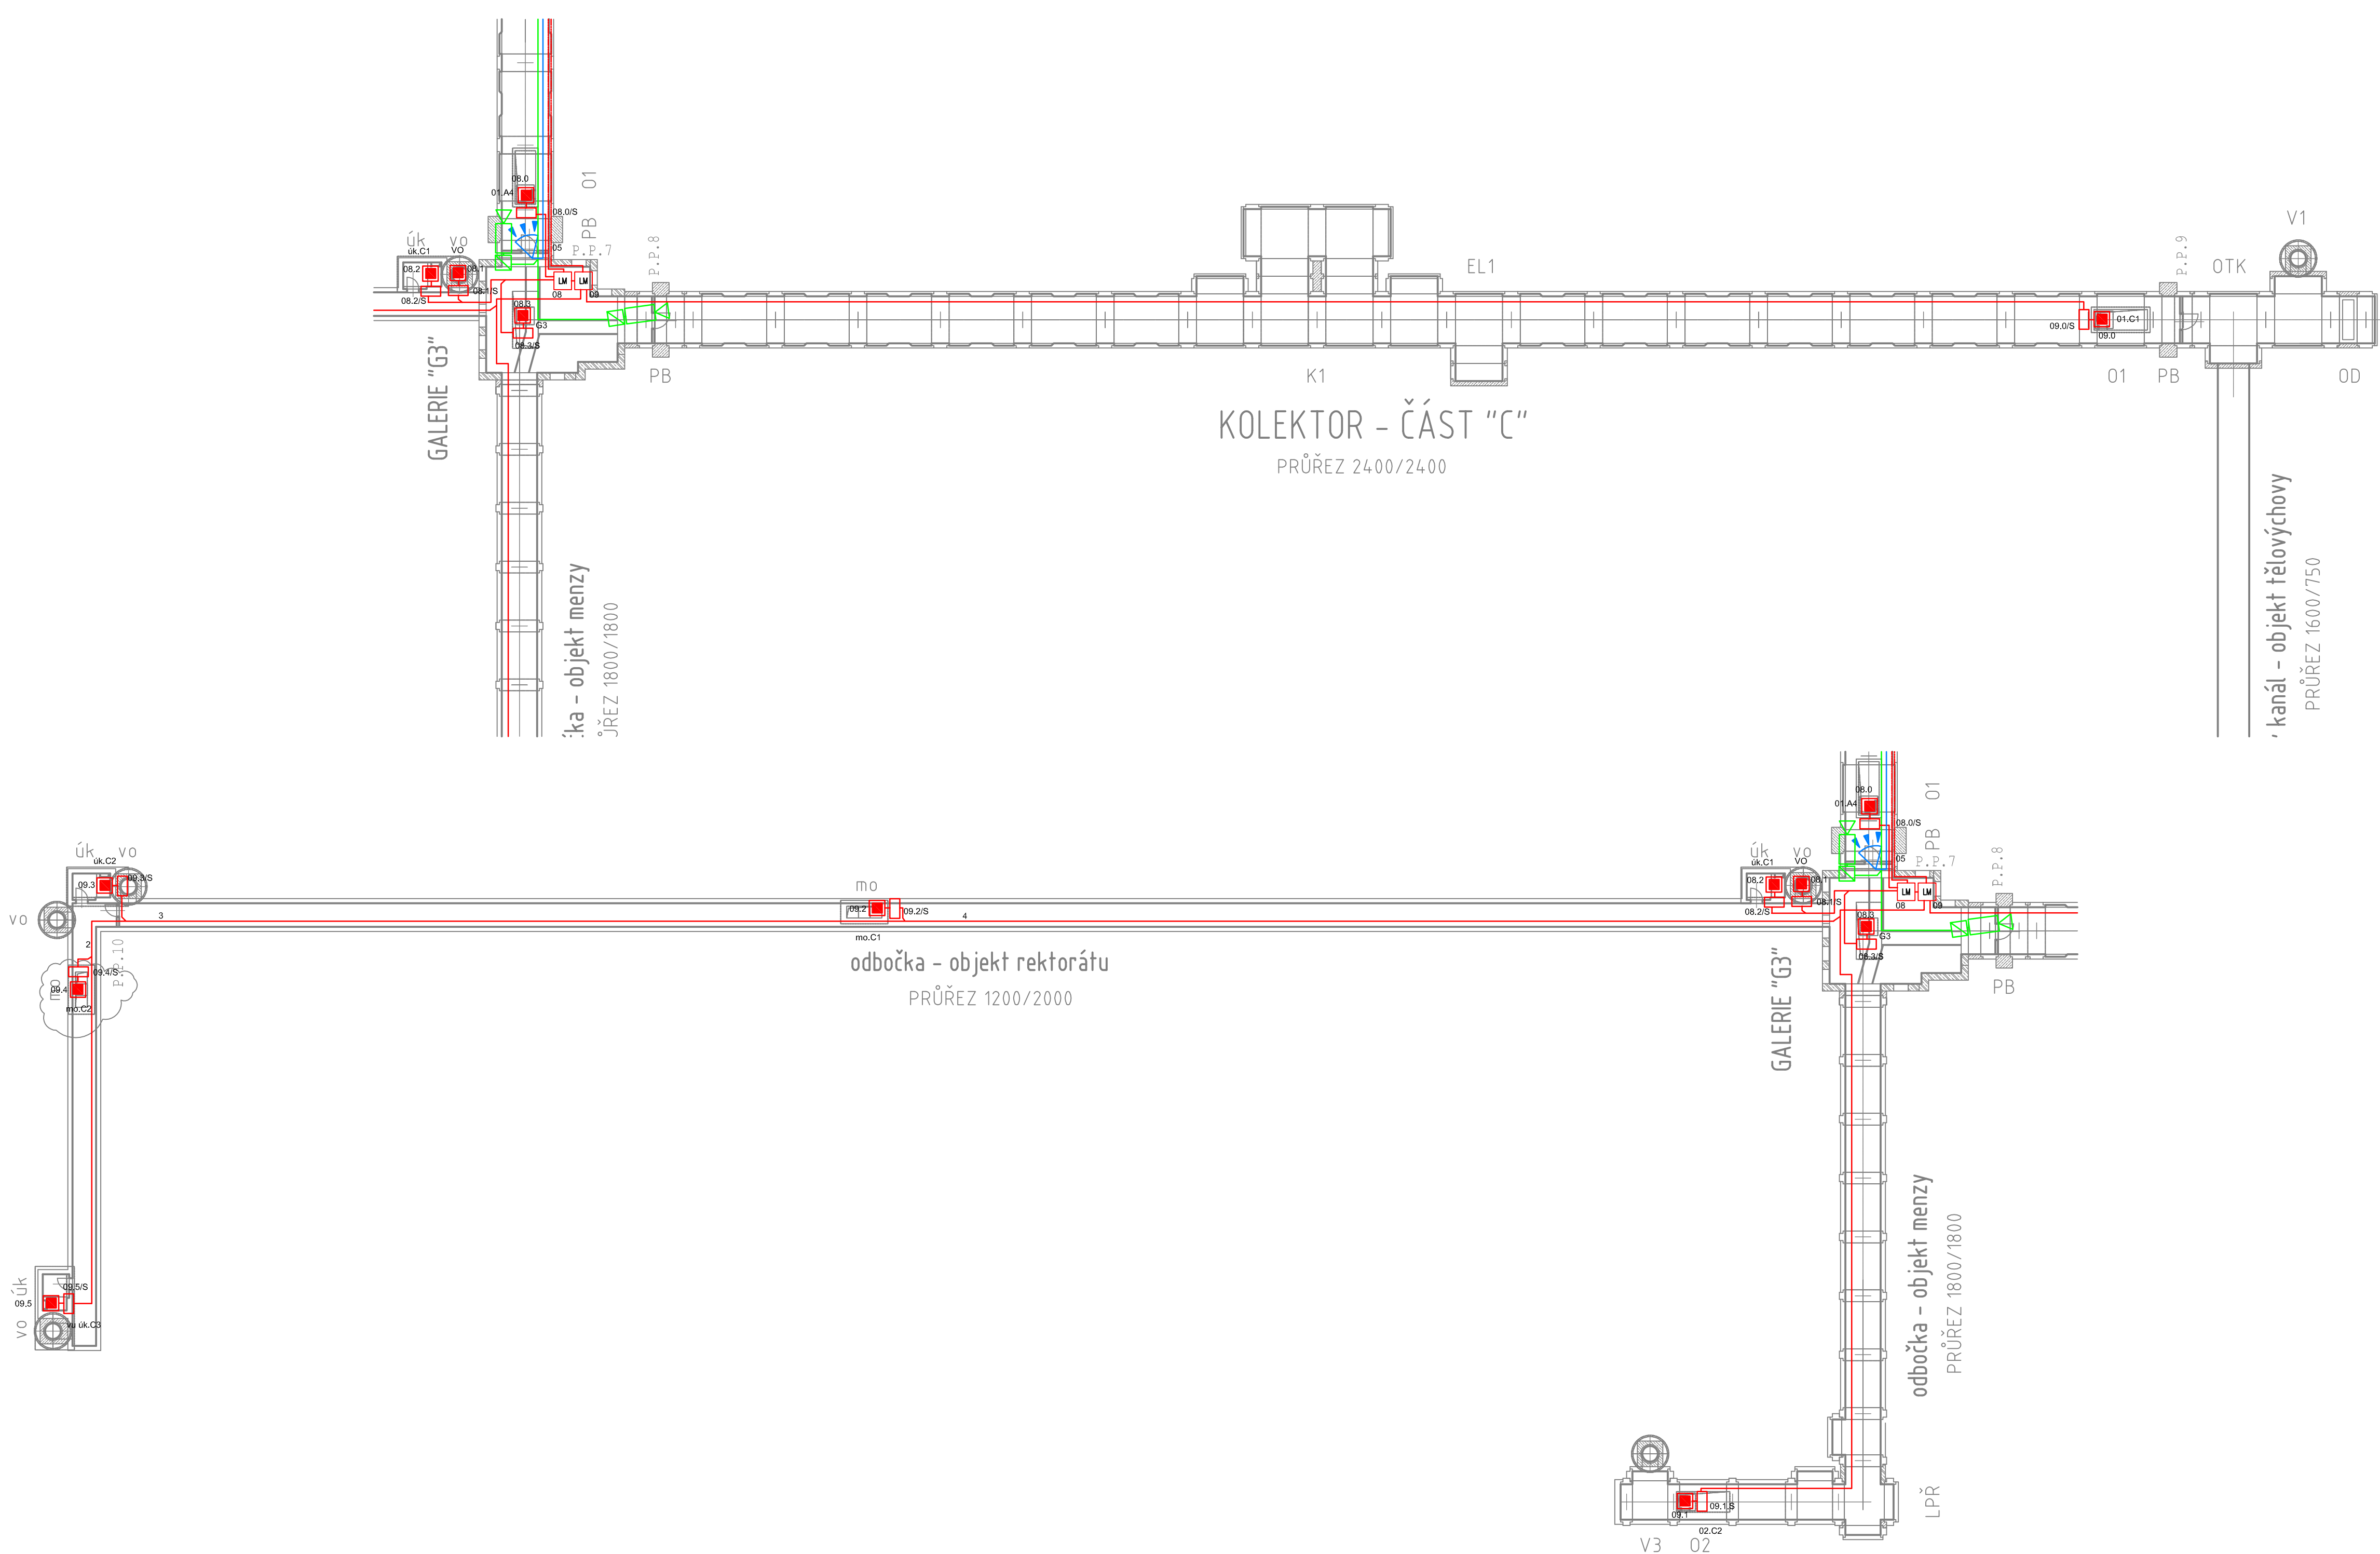 08.0
01.A4
08.0/S
O1
PB
05
P.P.7
P.P.8
úk
vo
úk.C1
VO
08.2
08.1
08.2/S
08.1/S
LM
LM
08
09
08.3
G3
08.3/S
GALERIE "G3"
PB
EL1
K1
KOLEKTOR - ČÁST "C"
PRŮŘEZ 2400/2400
V1
OTK
P.P.9
09.0/S
01.C1
09.0
O1
PB
OD
objekt menzy
1800/1800
kanál - objekt tělovýchovy
PRŮŘEZ 1600/750
úk
vo
úk.C2
09.3
09.3/S
vo
3
2
P.P.10
09.4/S
09.4
mo
mo.C2
mo
09.2
09.2/S
4
mo.C1
odbočka - objekt rektorátu
PRŮŘEZ 1200/2000
úk
vo
09.5/S
09.5
úk.C3
08.0
01.A4
08.0/S
O1
PB
05
P.P.7
P.P.8
úk
vo
úk.C1
VO
08.2
08.1
08.2/S
08.1/S
LM
LM
08
09
08.3
G3
08.3/S
GALERIE "G3"
PB
odbočka - objekt menzy
PRŮŘEZ 1800/1800
LPŘ
09.1
09.1.S
02.C2
V3
O2